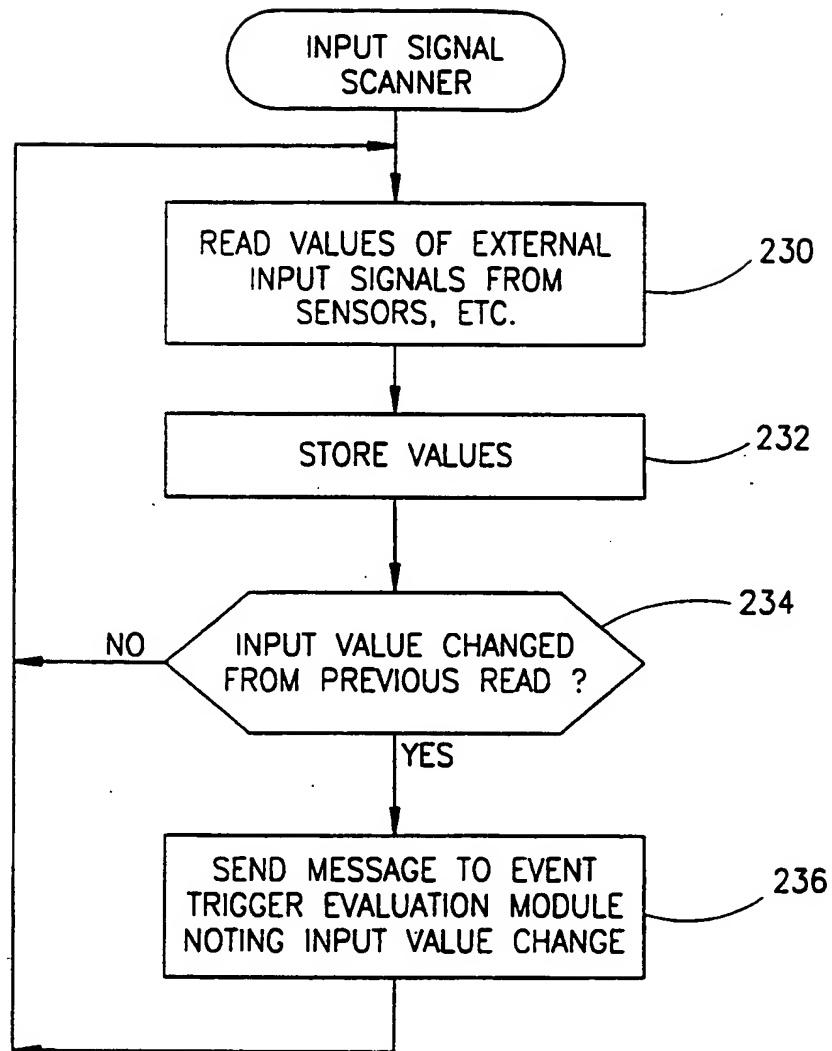 INPUT SIGNAL
SCANNER
READ VALUES OF EXTERNAL
INPUT SIGNALS FROM
SENSORS, ETC.
230
STORE VALUES
232
INPUT VALUE CHANGED
FROM PREVIOUS READ ?
234
NO
YES
SEND MESSAGE TO EVENT
TRIGGER EVALUATION MODULE
NOTING INPUT VALUE CHANGE
236